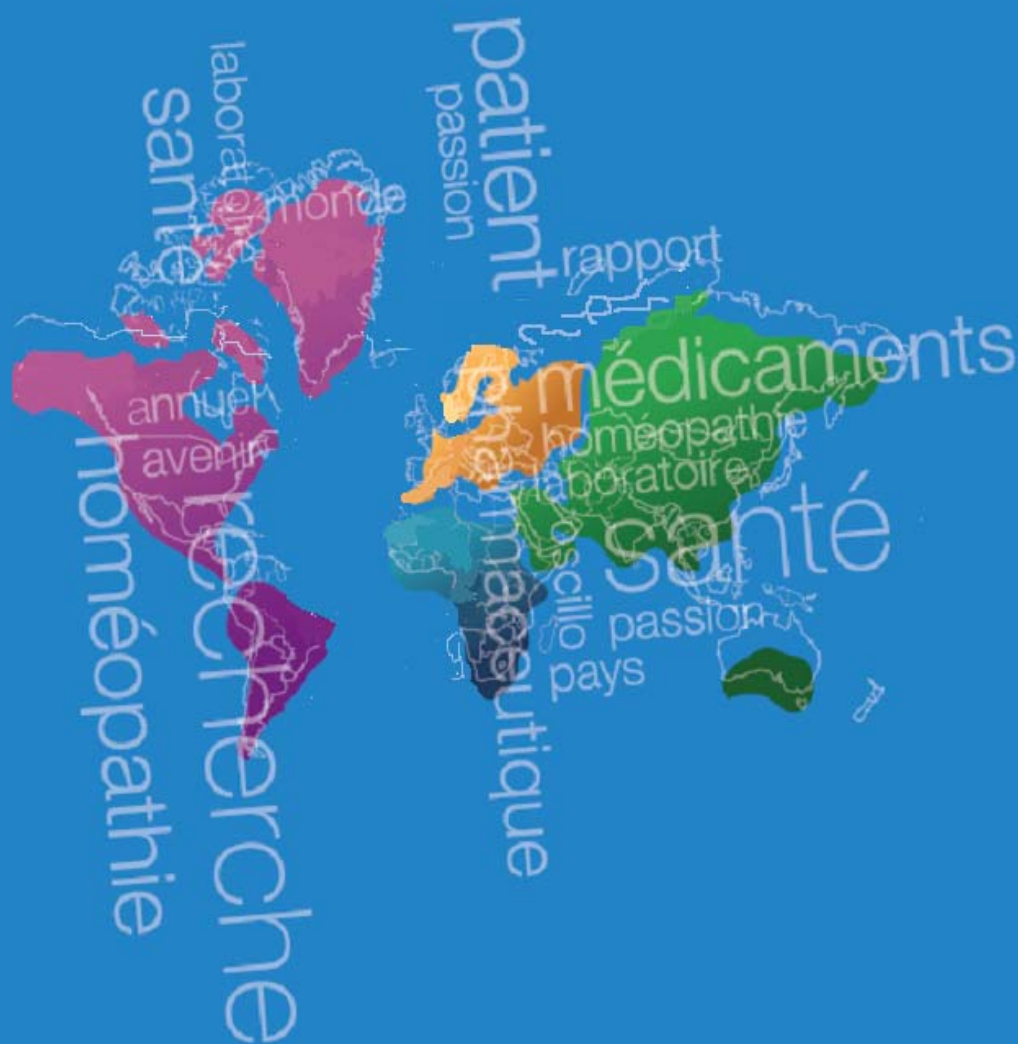 patient
laboratoire
santé
passion
monde
rapport
médicaments
annuel
homéopathie
avenir
laboratoire
homéopathie
recherche
pharmaceutique
santé
oscillo
passion
pays